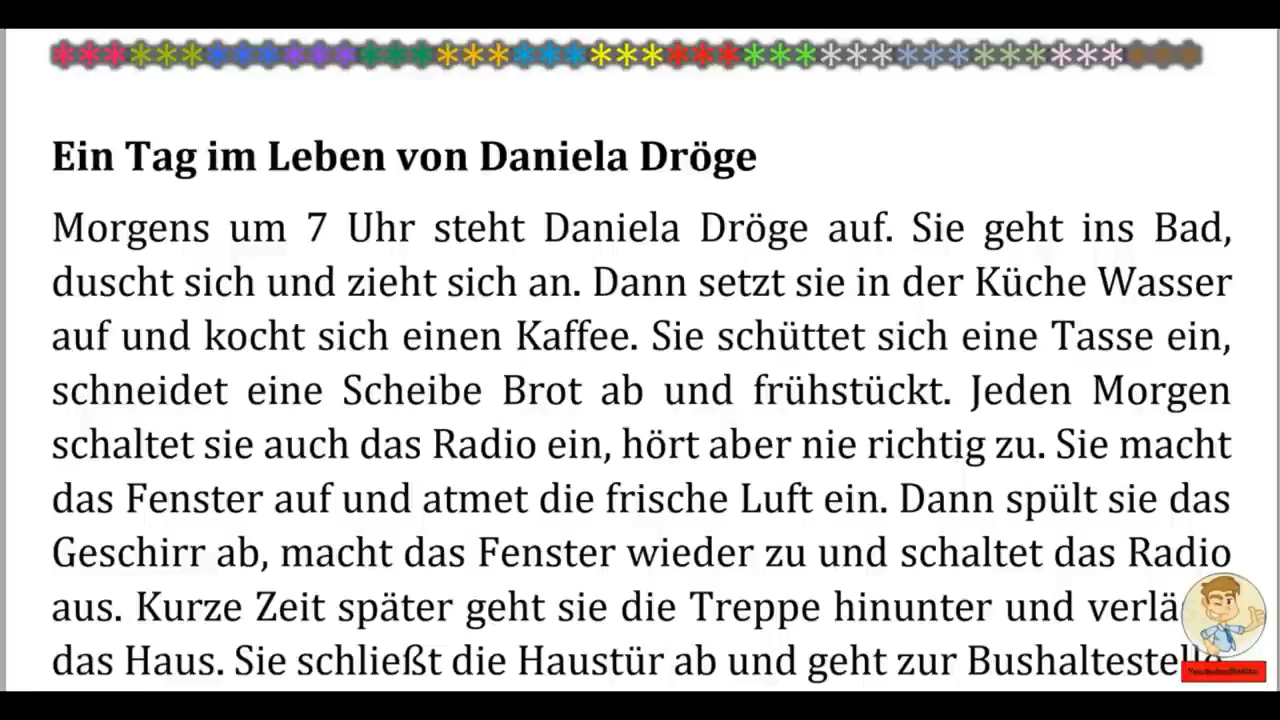 Ein Tag im Leben von Daniela Dröge
Morgens um 7 Uhr steht Daniela Dröge auf. Sie geht ins Bad,
duscht sich und zieht sich an. Dann setzt sie in der Küche Wasser
auf und kocht sich einen Kaffee. Sie schüttet sich eine Tasse ein,
schneidet eine Scheibe Brot ab und frühstückt. Jeden Morgen
schaltet sie auch das Radio ein, hört aber nie richtig zu. Sie macht
das Fenster auf und atmet die frische Luft ein. Dann spült sie das
Geschirr ab, macht das Fenster wieder zu und schaltet das Radio
aus. Kurze Zeit später geht sie die Treppe hinunter und
das Haus. Sie schließt die Haustür ab und geht zur Bushaltestelle